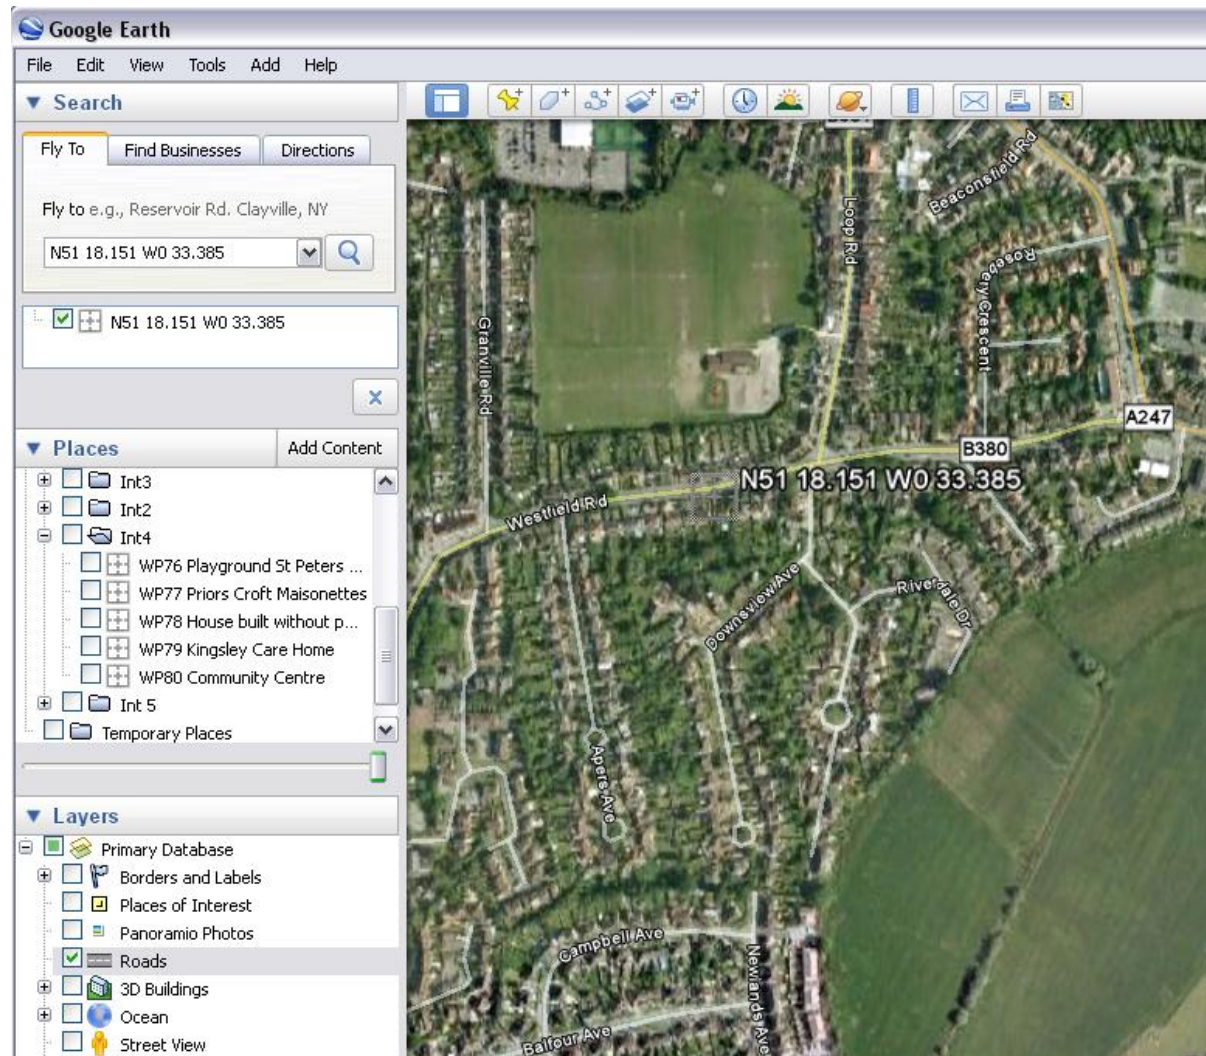 Google Earth
File Edit View Tools Add Help
Search
Fly To Find Businesses Directions
Fly to e.g., Reservoir Rd. Clayville, NY
N51 18.151 W0 33.385
N51 18.151 W0 33.385
Places Add Content
Int3
Int2
Int4
WP76 Playground St Peters ...
WP77 Priors Croft Maisonettes
WP78 House built without p...
WP79 Kingsley Care Home
WP80 Community Centre
Int 5
Temporary Places
Layers
Primary Database
Borders and Labels
Places of Interest
Panoramio Photos
Roads
3D Buildings
Ocean
Street View
Beaconsfield Rd
Loop Rd
Rosebery Crescent
Granville Rd
A247
B380
N51 18.151 W0 33.385
Westfield Rd
Downsview Ave
Riverdale Dr
Apers Ave
Campbell Ave
Newlands Ave
Balfour Ave